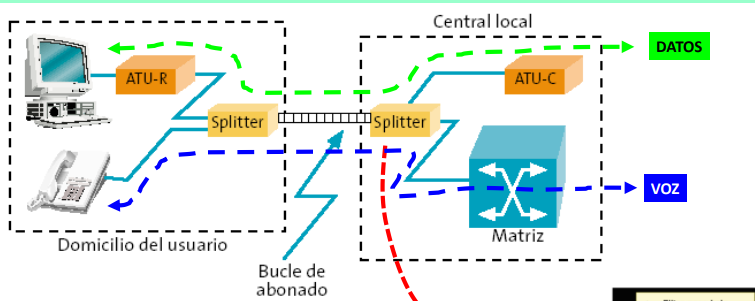 Central local
DATOS
ATU-R
ATU-C
Splitter
Splitter
VOZ
Matriz
Domicilio del usuario
Bucle de
abonado